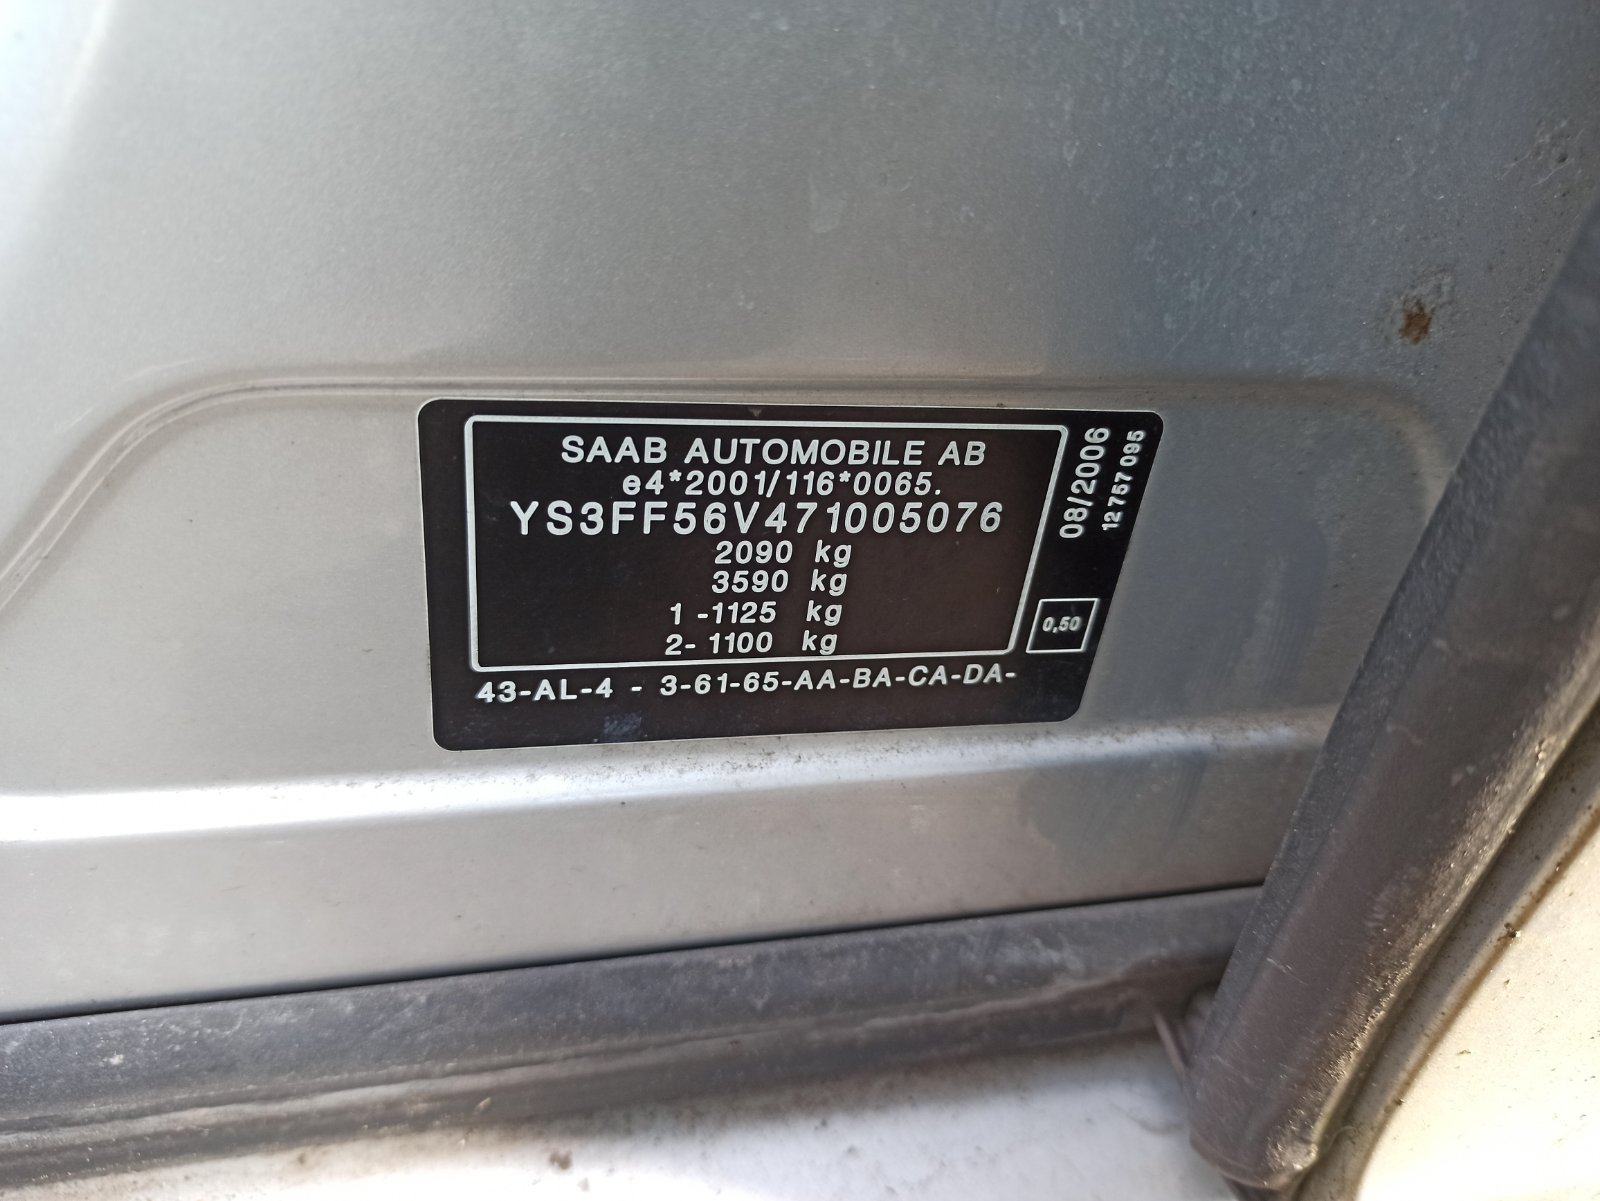 SAAB AUTOMOBILE AB
e4*2001/116*0065.
YS3FF56V471005076
2090 kg
3590 kg
1 -1125 kg
2- 1100 kg
43-AL-4 - 3-61-65-AA-BA-CA-DA-
08/2006
12 757 095
0,50